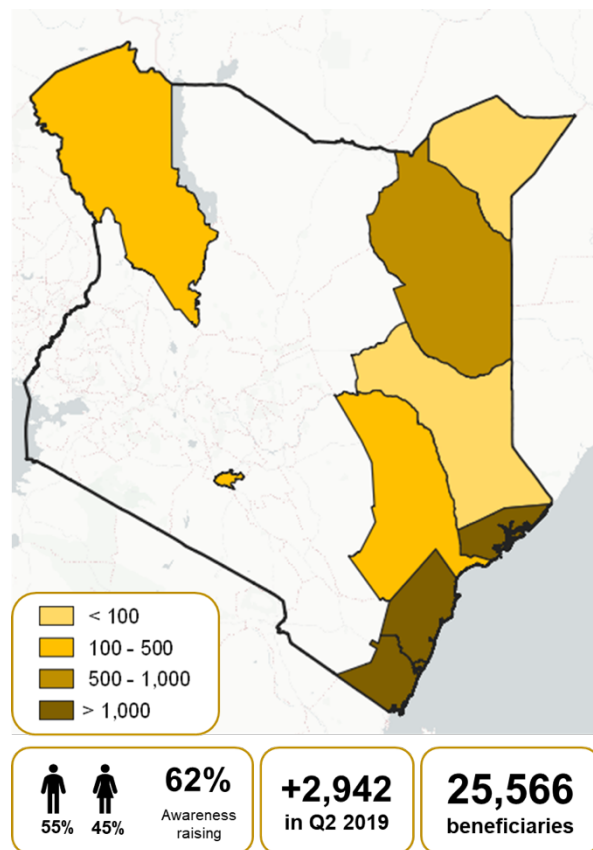 < 100
100 - 500
500 - 1,000
> 1,000
55%
45%
62%
Awareness
raising
+2,942
in Q2 2019
25,566
beneficiaries